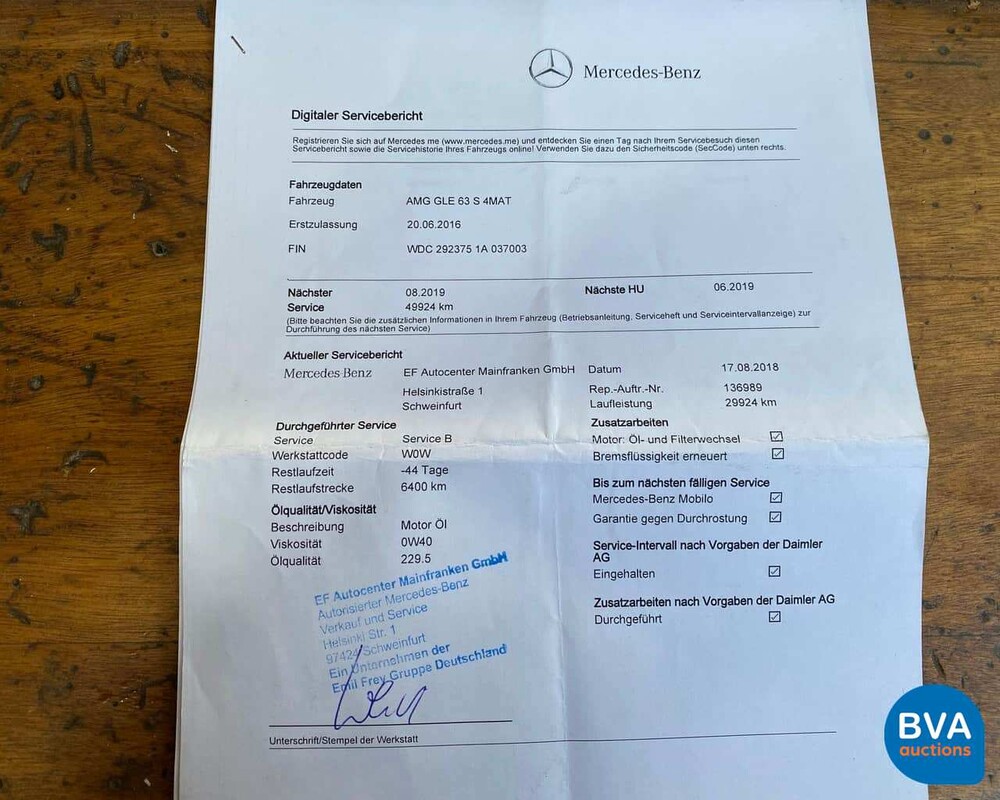 Mercedes-Benz
Digitaler Servicebericht
Registrieren Sie sich auf Mercedes me (www.mercedes.me) und entdecken Sie einen Tag nach Ihrem Servicebesuch diesen
Servicebericht sowie die Servicehistorie Ihres Fahrzeugs online! Verwenden Sie dazu den Sicherheitscode (SecCode) unten rechts.
Fahrzeugdaten
Fahrzeug AMG GLE 63 S 4MAT
Erstzulassung 20.06.2016
FIN WDC 292375 1A 037003
Nächster Service 08.2019 Nächste HU 06.2019
49924 km
(Bitte beachten Sie die zusätzlichen Informationen in Ihrem Fahrzeug (Betriebsanleitung, Serviceheft und Serviceintervallanzeige) zur
Durchführung des nächsten Service)
Aktueller Servicebericht
Mercedes-Benz EF Autocenter Mainfranken GmbH Datum 17.08.2018
Helsinkistraße 1 Rep.-Auftr.-Nr. 136989
Schweinfurt Laufleistung 29924 km
Durchgeführter Service
Service Service B
Werkstattcode W0W
Restlaufzeit -44 Tage
Restlaufstrecke 6400 km
Ölqualität/Viskosität
Beschreibung Motor Öl
Viskosität 0W40
Ölqualität 229.5
Zusatzarbeiten
Motor: Öl- und Filterwechsel ☑
Bremsflüssigkeit erneuert ☑
Bis zum nächsten fälligen Service
Mercedes-Benz Mobilo ☑
Garantie gegen Durchrostung ☑
Service-Intervall nach Vorgaben der Daimler
AG
Eingehalten ☑
Zusatzarbeiten nach Vorgaben der Daimler AG
Durchgeführt ☑
EF Autocenter Mainfranken GmbH
Autorisierter Mercedes-Benz
Verkauf und Service
Helsinki Str. 1
97424 Schweinfurt
Ein Unternehmen der
Emil Frey Gruppe Deutschland
Unterschrift/Stempel der Werkstatt
BVA
auctions